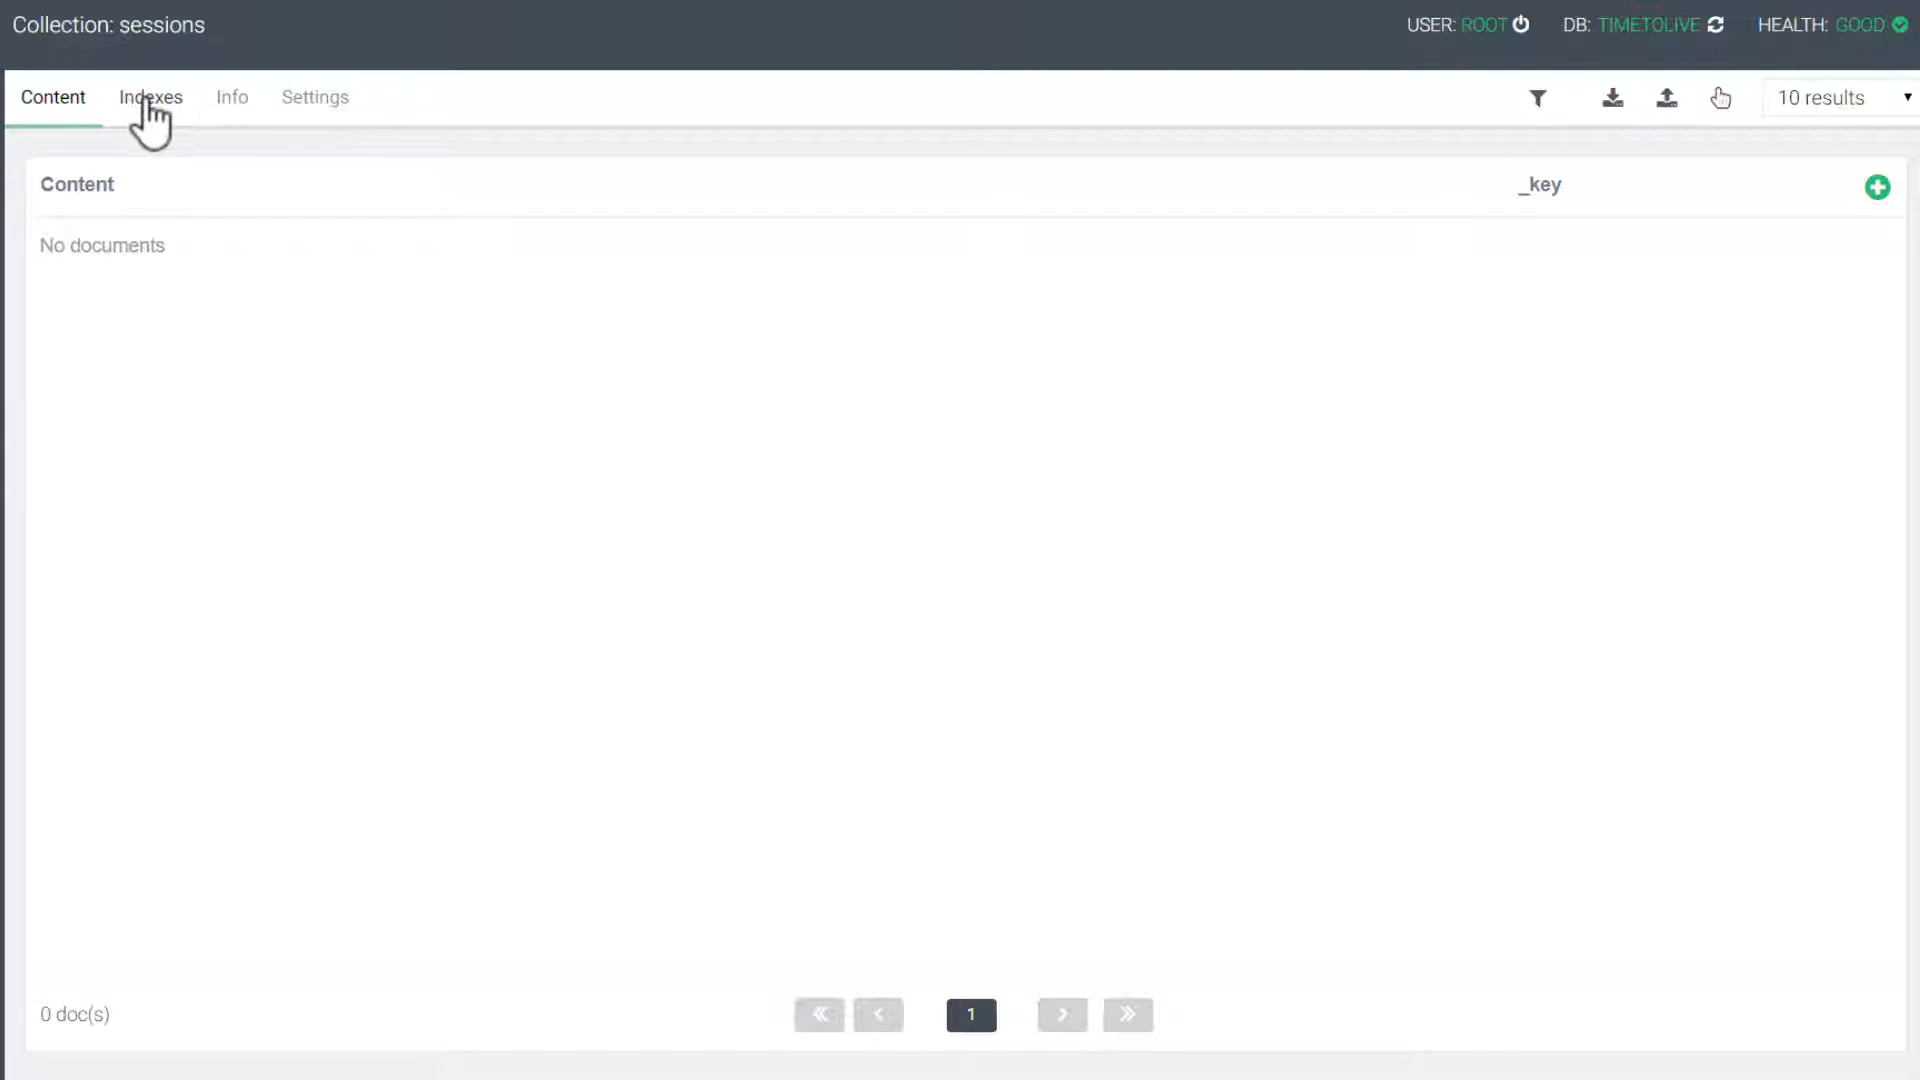 Collection: sessions
USER: ROOT
DB: TIMETOLIVE
HEALTH: GOOD
Content
Indexes
Info
Settings
10 results
Content
_key
No documents
0 doc(s)
1